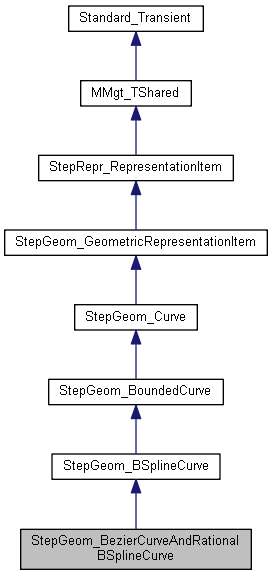 Standard_Transient
MMgt_TShared
StepRepr_RepresentationItem
StepGeom_GeometricRepresentationItem
StepGeom_Curve
StepGeom_BoundedCurve
StepGeom_BSplineCurve
StepGeom_BezierCurveAndRational
BSplineCurve